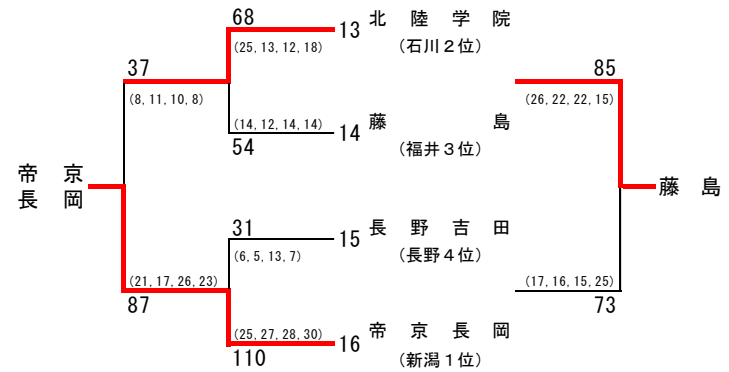 68
13
北陸学院
(25, 13, 12, 18)
(石川２位)
37
(8, 11, 10, 8)
(14, 12, 14, 14)
14
藤島
54
(福井３位)
85
(26, 22, 22, 15)
帝京
長岡
藤島
31
15
長野吉田
(6, 5, 13, 7)
(長野４位)
(21, 17, 26, 23)
87
(17, 16, 15, 25)
73
(25, 27, 28, 30)
16
帝京長岡
110
(新潟１位)